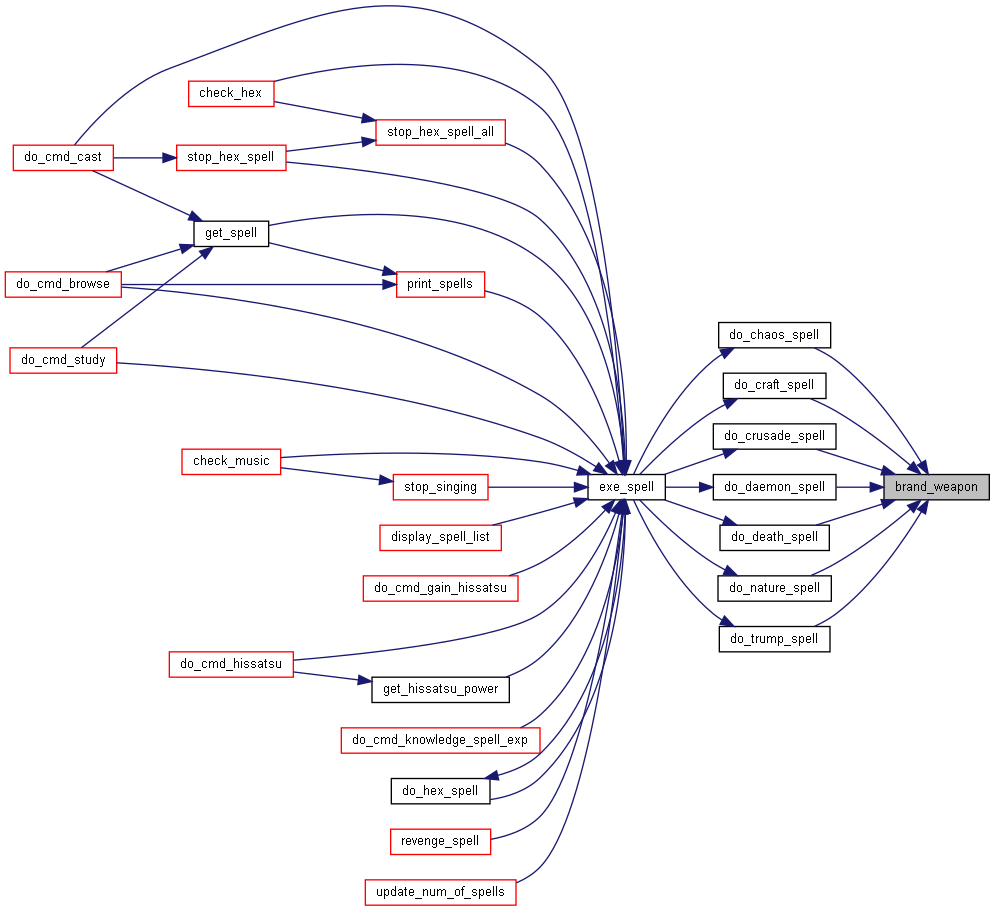 check_hex
stop_hex_spell_all
do_cmd_cast
stop_hex_spell
get_spell
do_cmd_browse
print_spells
do_chaos_spell
do_cmd_study
do_craft_spell
do_crusade_spell
check_music
stop_singing
exe_spell
do_daemon_spell
brand_weapon
display_spell_list
do_death_spell
do_cmd_gain_hissatsu
do_nature_spell
do_trump_spell
do_cmd_hissatsu
get_hissatsu_power
do_cmd_knowledge_spell_exp
do_hex_spell
revenge_spell
update_num_of_spells